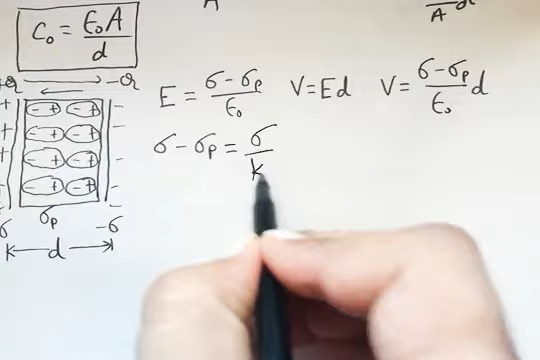 A
A d
C₀ = ε₀A/d
+Q → -Q
E = (σ-σp)/ε₀ V=Ed V = (σ-σp)/ε₀ d
+ - + - + -
+ - + - + -
+ - + - + -
+ - + - + -
σ - σp = σ/k
σ σp -σ
K d